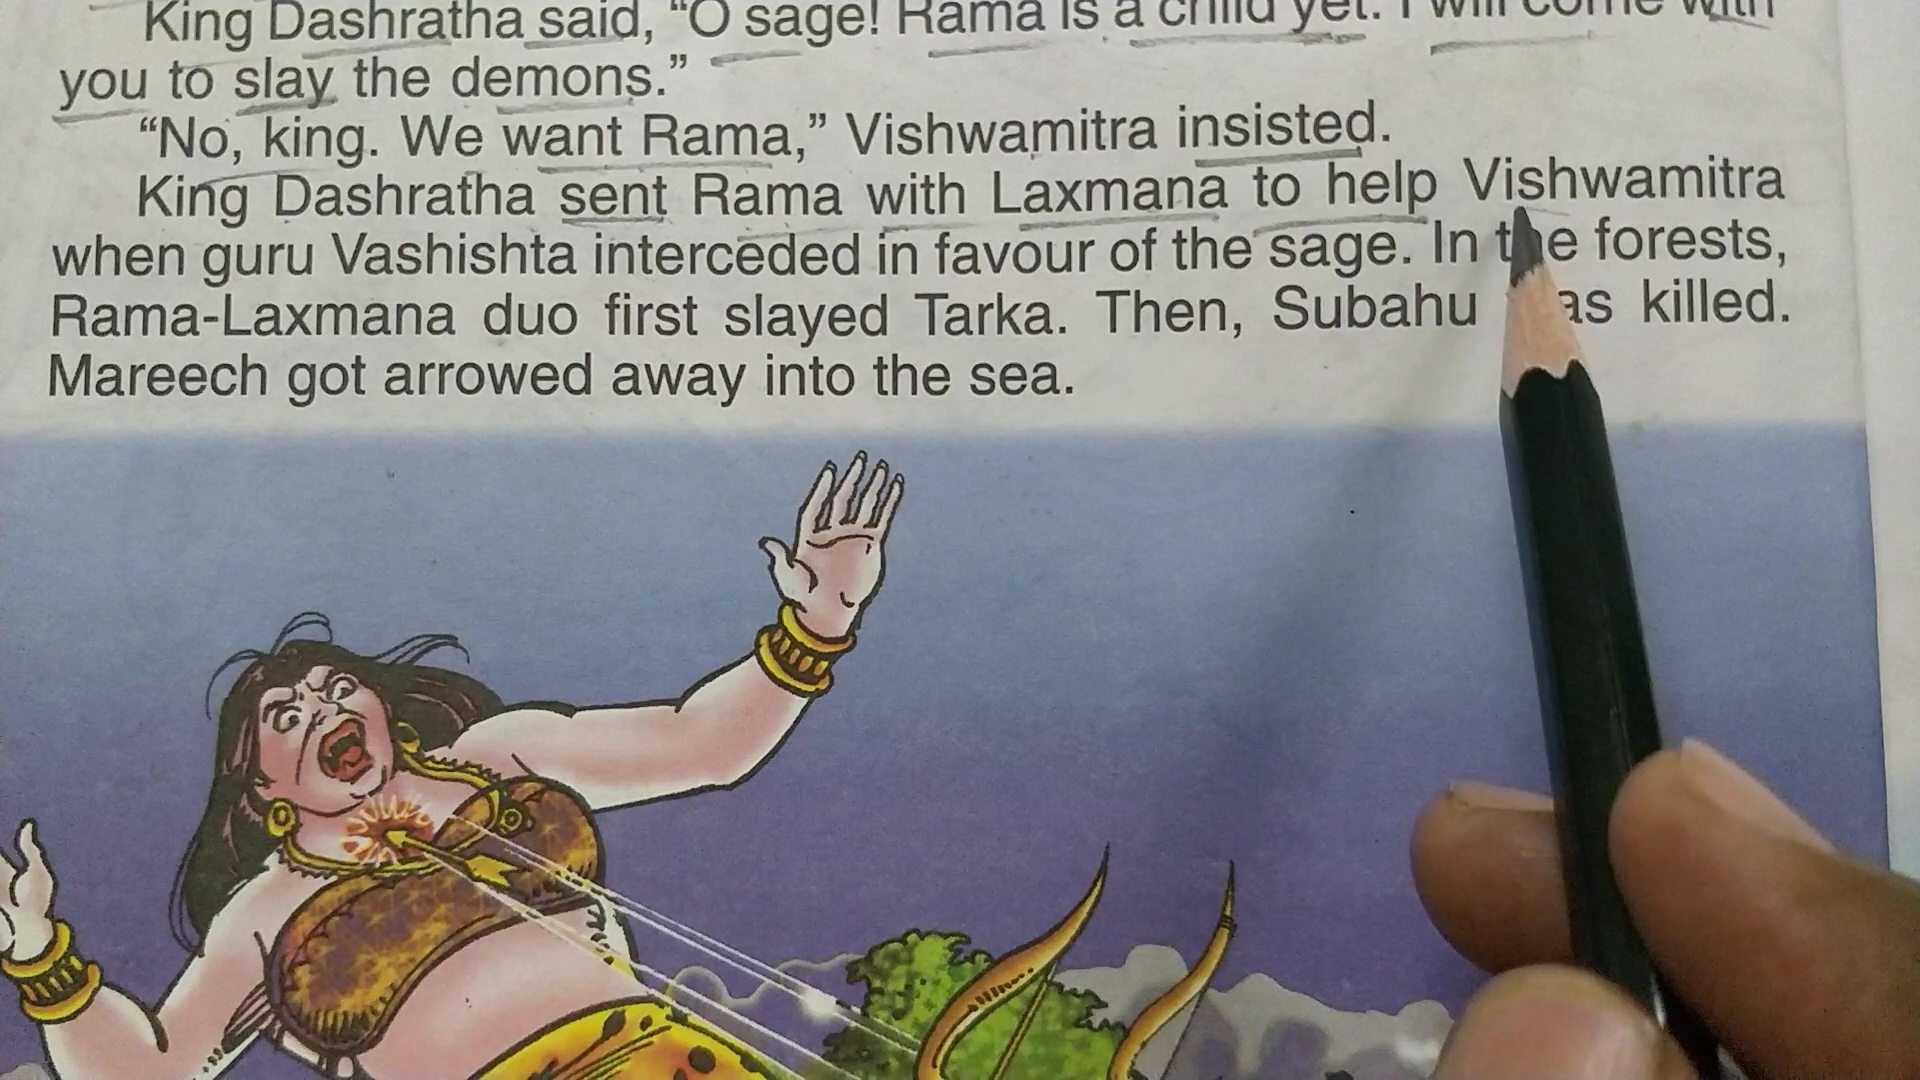 King Dashratha said, “O sage! Rama is a child yet. I will come with
you to slay the demons.”
“No, king. We want Rama,” Vishwamitra insisted.
King Dashratha sent Rama with Laxmana to help Vishwamitra
when guru Vashishta interceded in favour of the sage. In the forests,
Rama-Laxmana duo first slayed Tarka. Then, Subahu as killed.
Mareech got arrowed away into the sea.